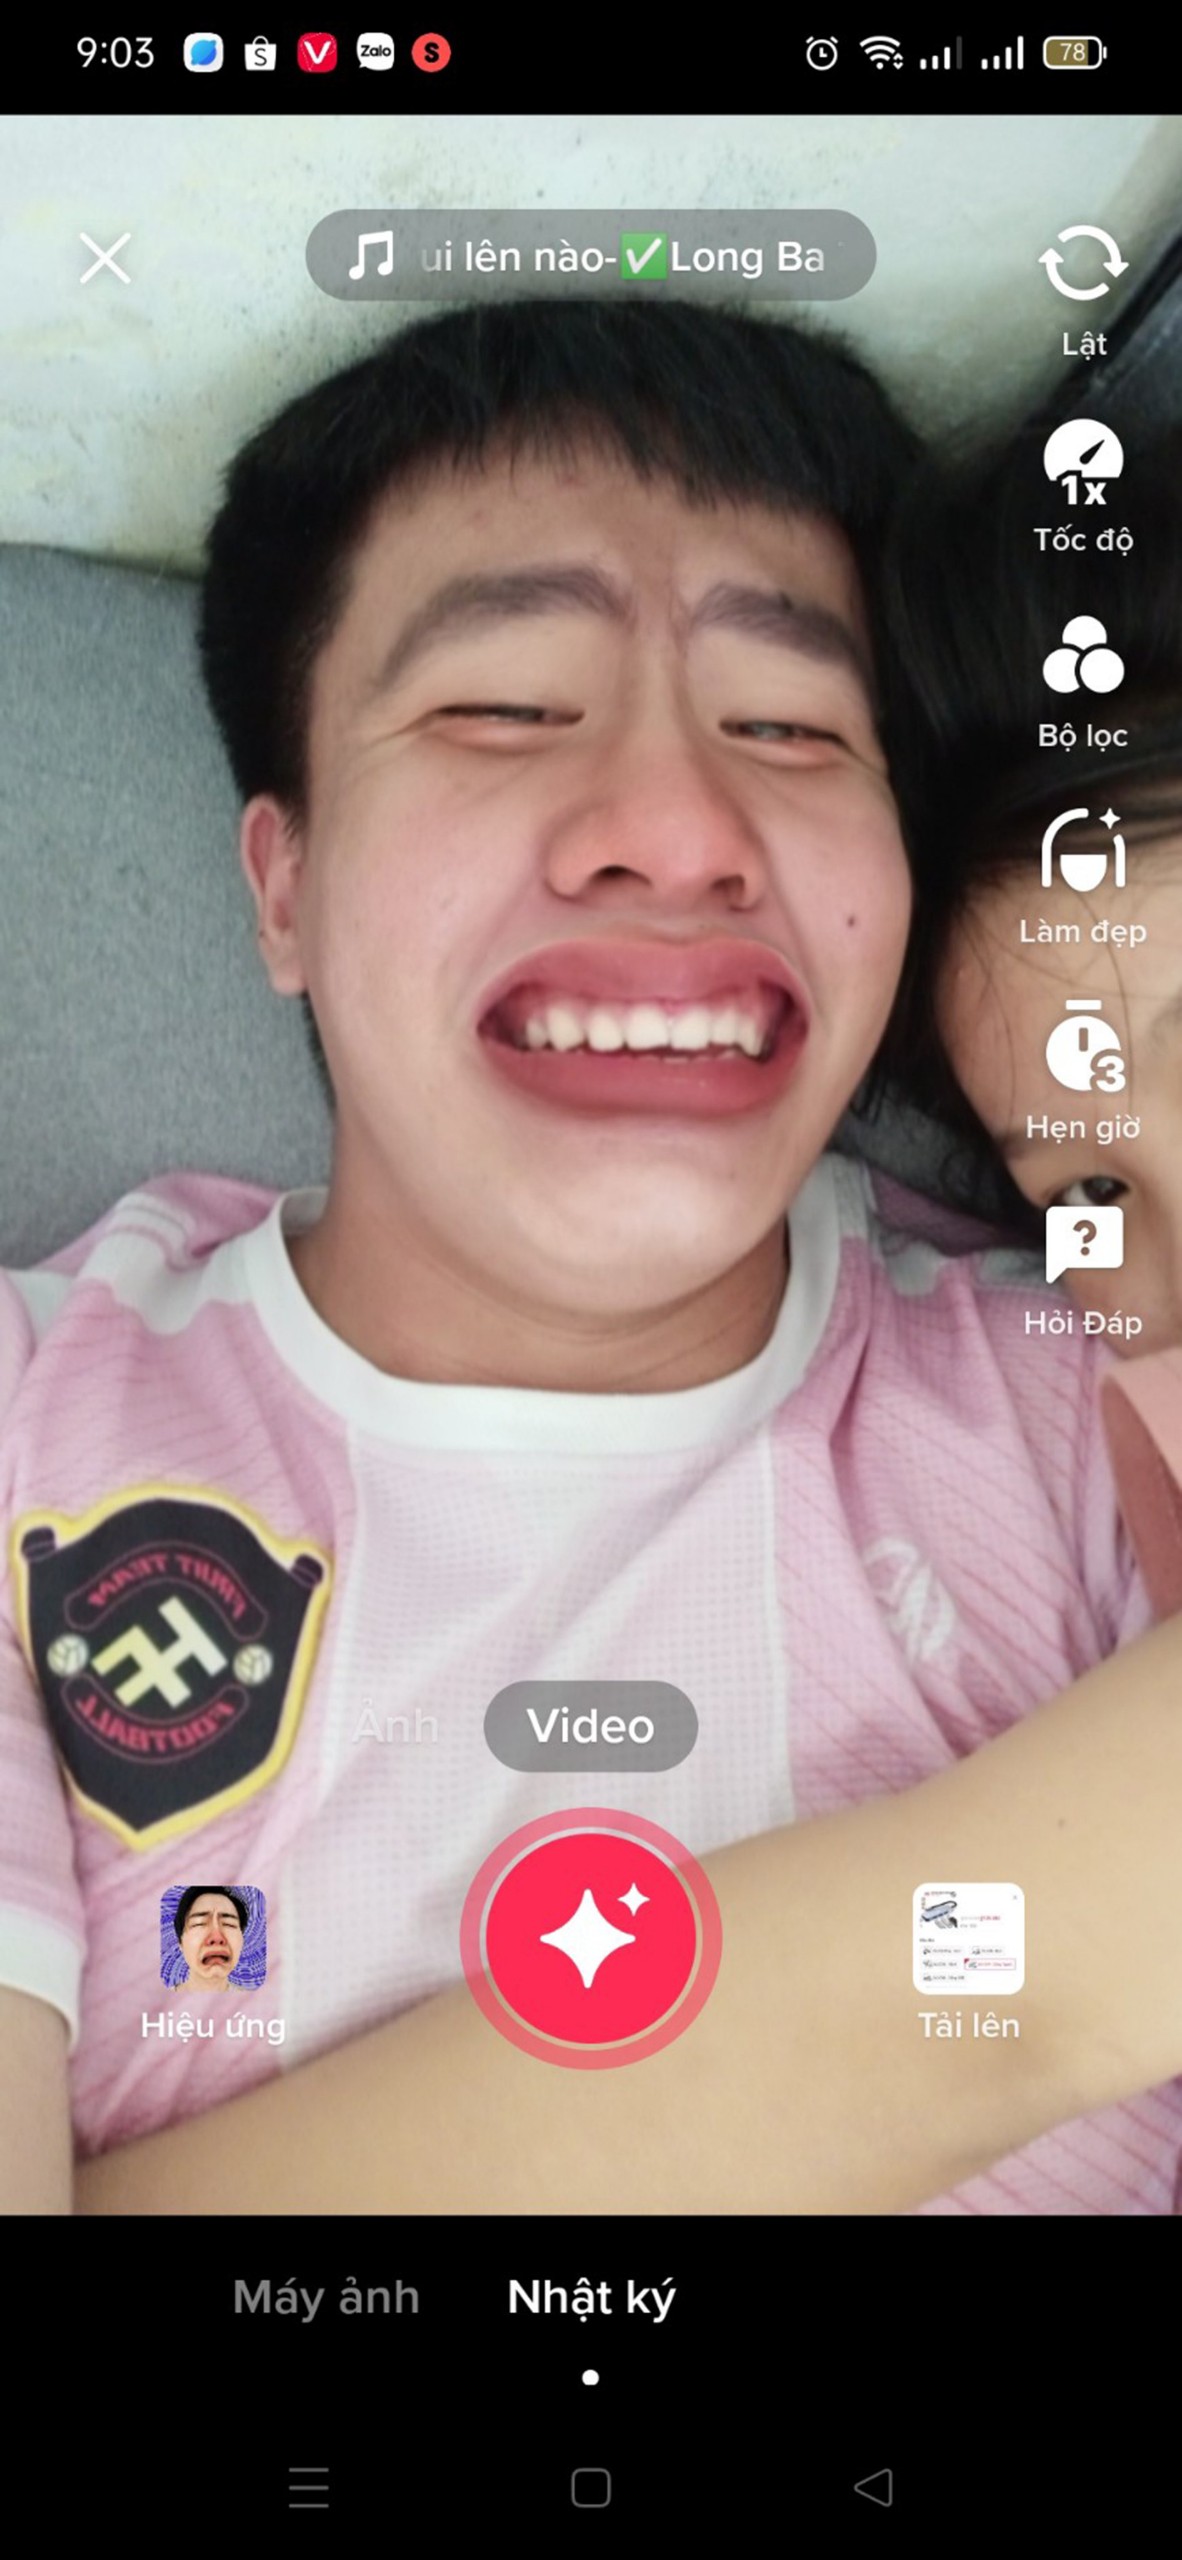 9:03
Zalo
78
ui lên nào-✅Long Ba
Lật
1x
Tốc độ
Bộ lọc
Làm đẹp
3
Hẹn giờ
?
Hỏi Đáp
FRUIT TEAM
FOOTBALL
Ảnh
Video
Hiệu ứng
Tải lên
Máy ảnh
Nhật ký